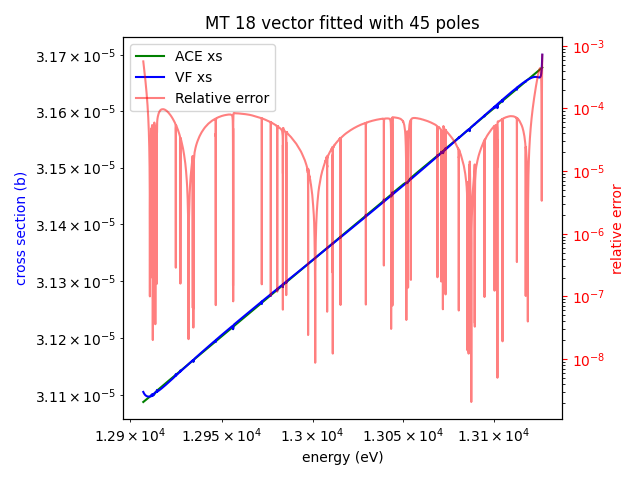 MT 18 vector fitted with 45 poles
ACE xs
VF xs
Relative error
3.17 × 10⁻⁵
3.16 × 10⁻⁵
3.15 × 10⁻⁵
3.14 × 10⁻⁵
3.13 × 10⁻⁵
3.12 × 10⁻⁵
3.11 × 10⁻⁵
cross section (b)
10⁻³
10⁻⁴
10⁻⁵
10⁻⁶
10⁻⁷
10⁻⁸
relative error
1.29 × 10⁴ 1.295 × 10⁴ 1.3 × 10⁴ 1.305 × 10⁴ 1.31 × 10⁴
energy (eV)